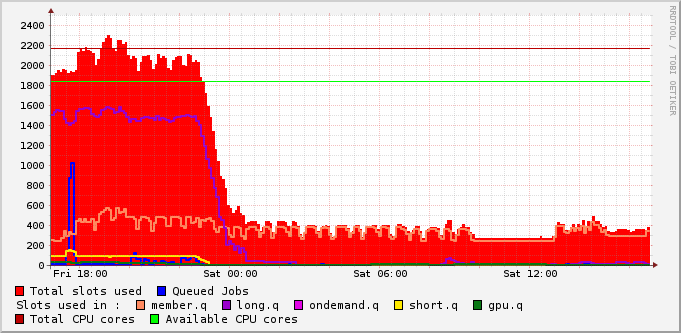 2400
2200
2000
1800
1600
1400
1200
1000
800
600
400
200
0
Fri 18:00 Sat 00:00 Sat 06:00 Sat 12:00
Total slots used Queued Jobs
Slots used in : member.q long.q ondemand.q short.q gpu.q
Total CPU cores Available CPU cores
RRDTOOL / TOBI OETIKER